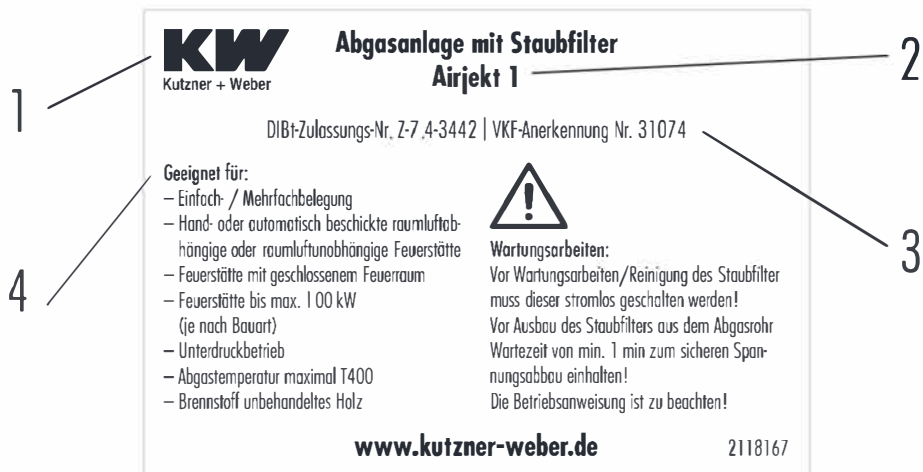 KW
Kutzner + Weber
Abgasanlage mit Staubfilter
Airjekt 1
1
2
DIBt-Zulassungs-Nr. Z-7.4-3442 | VKF-Anerkennung Nr. 31074
3
4
Geeignet für:
– Einfach- / Mehrfachbelegung
– Hand- oder automatisch beschickte raumluftab-
hängige oder raumluftunabhängige Feuerstätte
– Feuerstätte mit geschlossenem Feuerraum
– Feuerstätte bis max. 100 kW
(je nach Bauart)
– Unterdruckbetrieb
– Abgastemperatur maximal T400
– Brennstoff unbehandeltes Holz
Wartungsarbeiten:
Vor Wartungsarbeiten/Reinigung des Staubfilter
muss dieser stromlos geschalten werden!
Vor Ausbau des Staubfilters aus dem Abgasrohr
Wartezeit von min. 1 min zum sicheren Span-
nungsabbau einhalten!
Die Betriebsanweisung ist zu beachten!
www.kutzner-weber.de
2118167